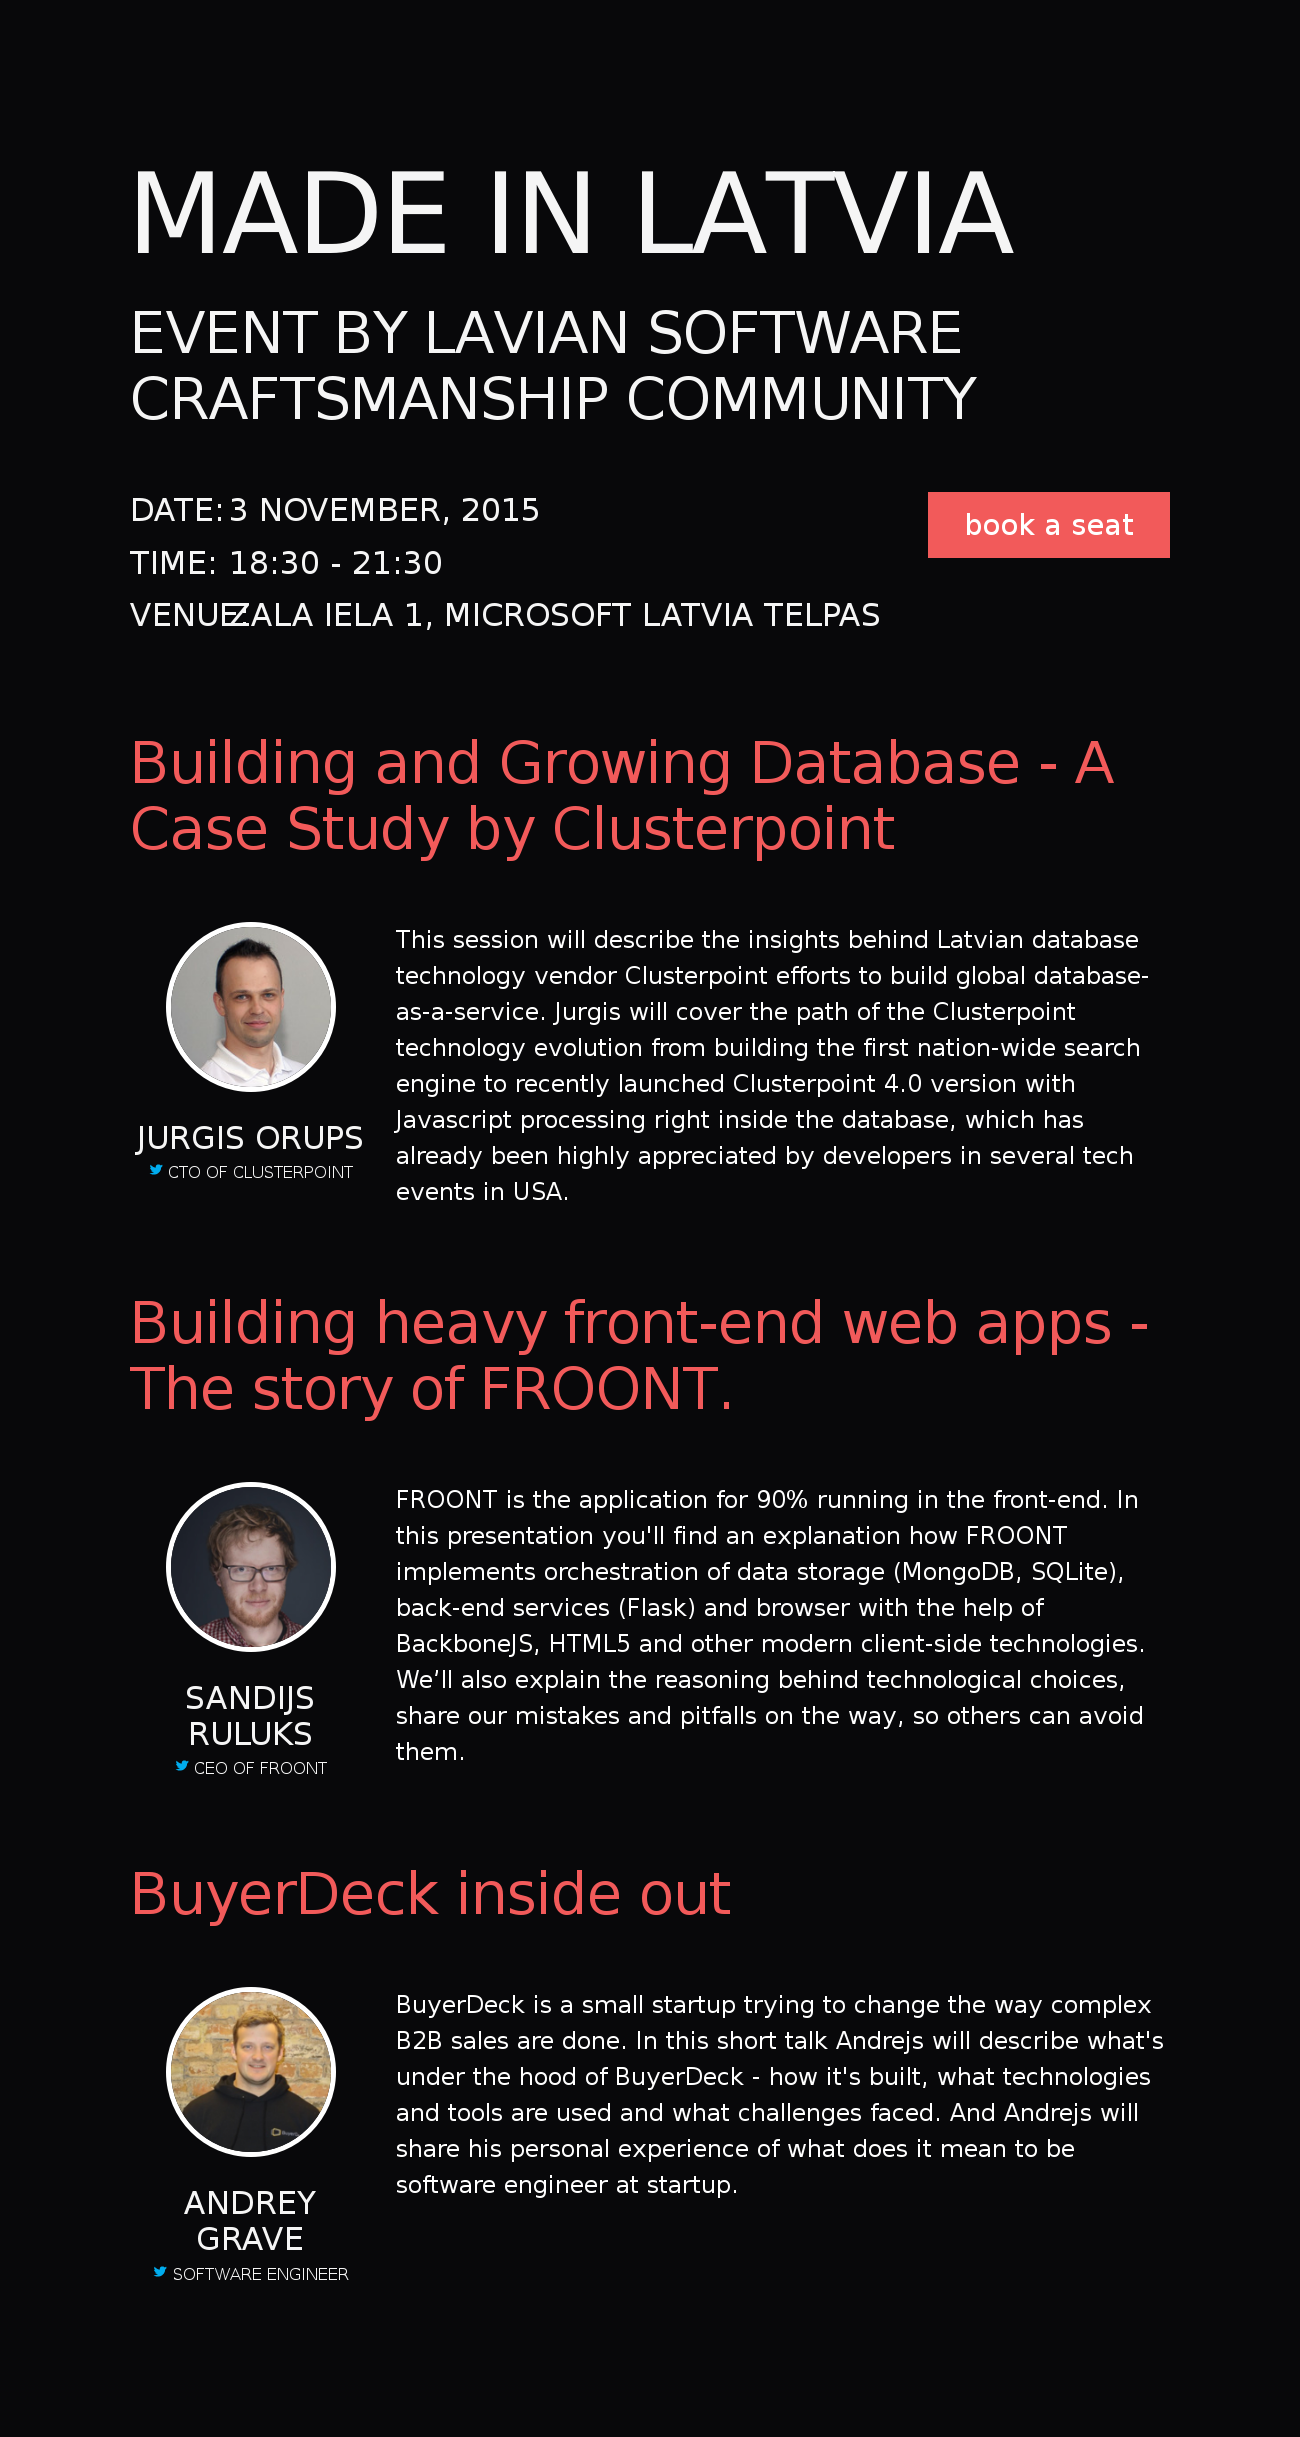 MADE IN LATVIA
EVENT BY LAVIAN SOFTWARE
CRAFTSMANSHIP COMMUNITY
DATE: 3 NOVEMBER, 2015
book a seat
TIME: 18:30 - 21:30
VENUE: ZALA IELA 1, MICROSOFT LATVIA TELPAS
Building and Growing Database - A
Case Study by Clusterpoint
This session will describe the insights behind Latvian database
technology vendor Clusterpoint efforts to build global database-
as-a-service. Jurgis will cover the path of the Clusterpoint
technology evolution from building the first nation-wide search
engine to recently launched Clusterpoint 4.0 version with
Javascript processing right inside the database, which has
already been highly appreciated by developers in several tech
events in USA.
JURGIS ORUPS
CTO OF CLUSTERPOINT
Building heavy front-end web apps -
The story of FROONT.
FROONT is the application for 90% running in the front-end. In
this presentation you'll find an explanation how FROONT
implements orchestration of data storage (MongoDB, SQLite),
back-end services (Flask) and browser with the help of
BackboneJS, HTML5 and other modern client-side technologies.
We’ll also explain the reasoning behind technological choices,
share our mistakes and pitfalls on the way, so others can avoid
them.
SANDIJS
RULUKS
CEO OF FROONT
BuyerDeck inside out
BuyerDeck is a small startup trying to change the way complex
B2B sales are done. In this short talk Andrejs will describe what's
under the hood of BuyerDeck - how it's built, what technologies
and tools are used and what challenges faced. And Andrejs will
share his personal experience of what does it mean to be
software engineer at startup.
ANDREY
GRAVE
SOFTWARE ENGINEER